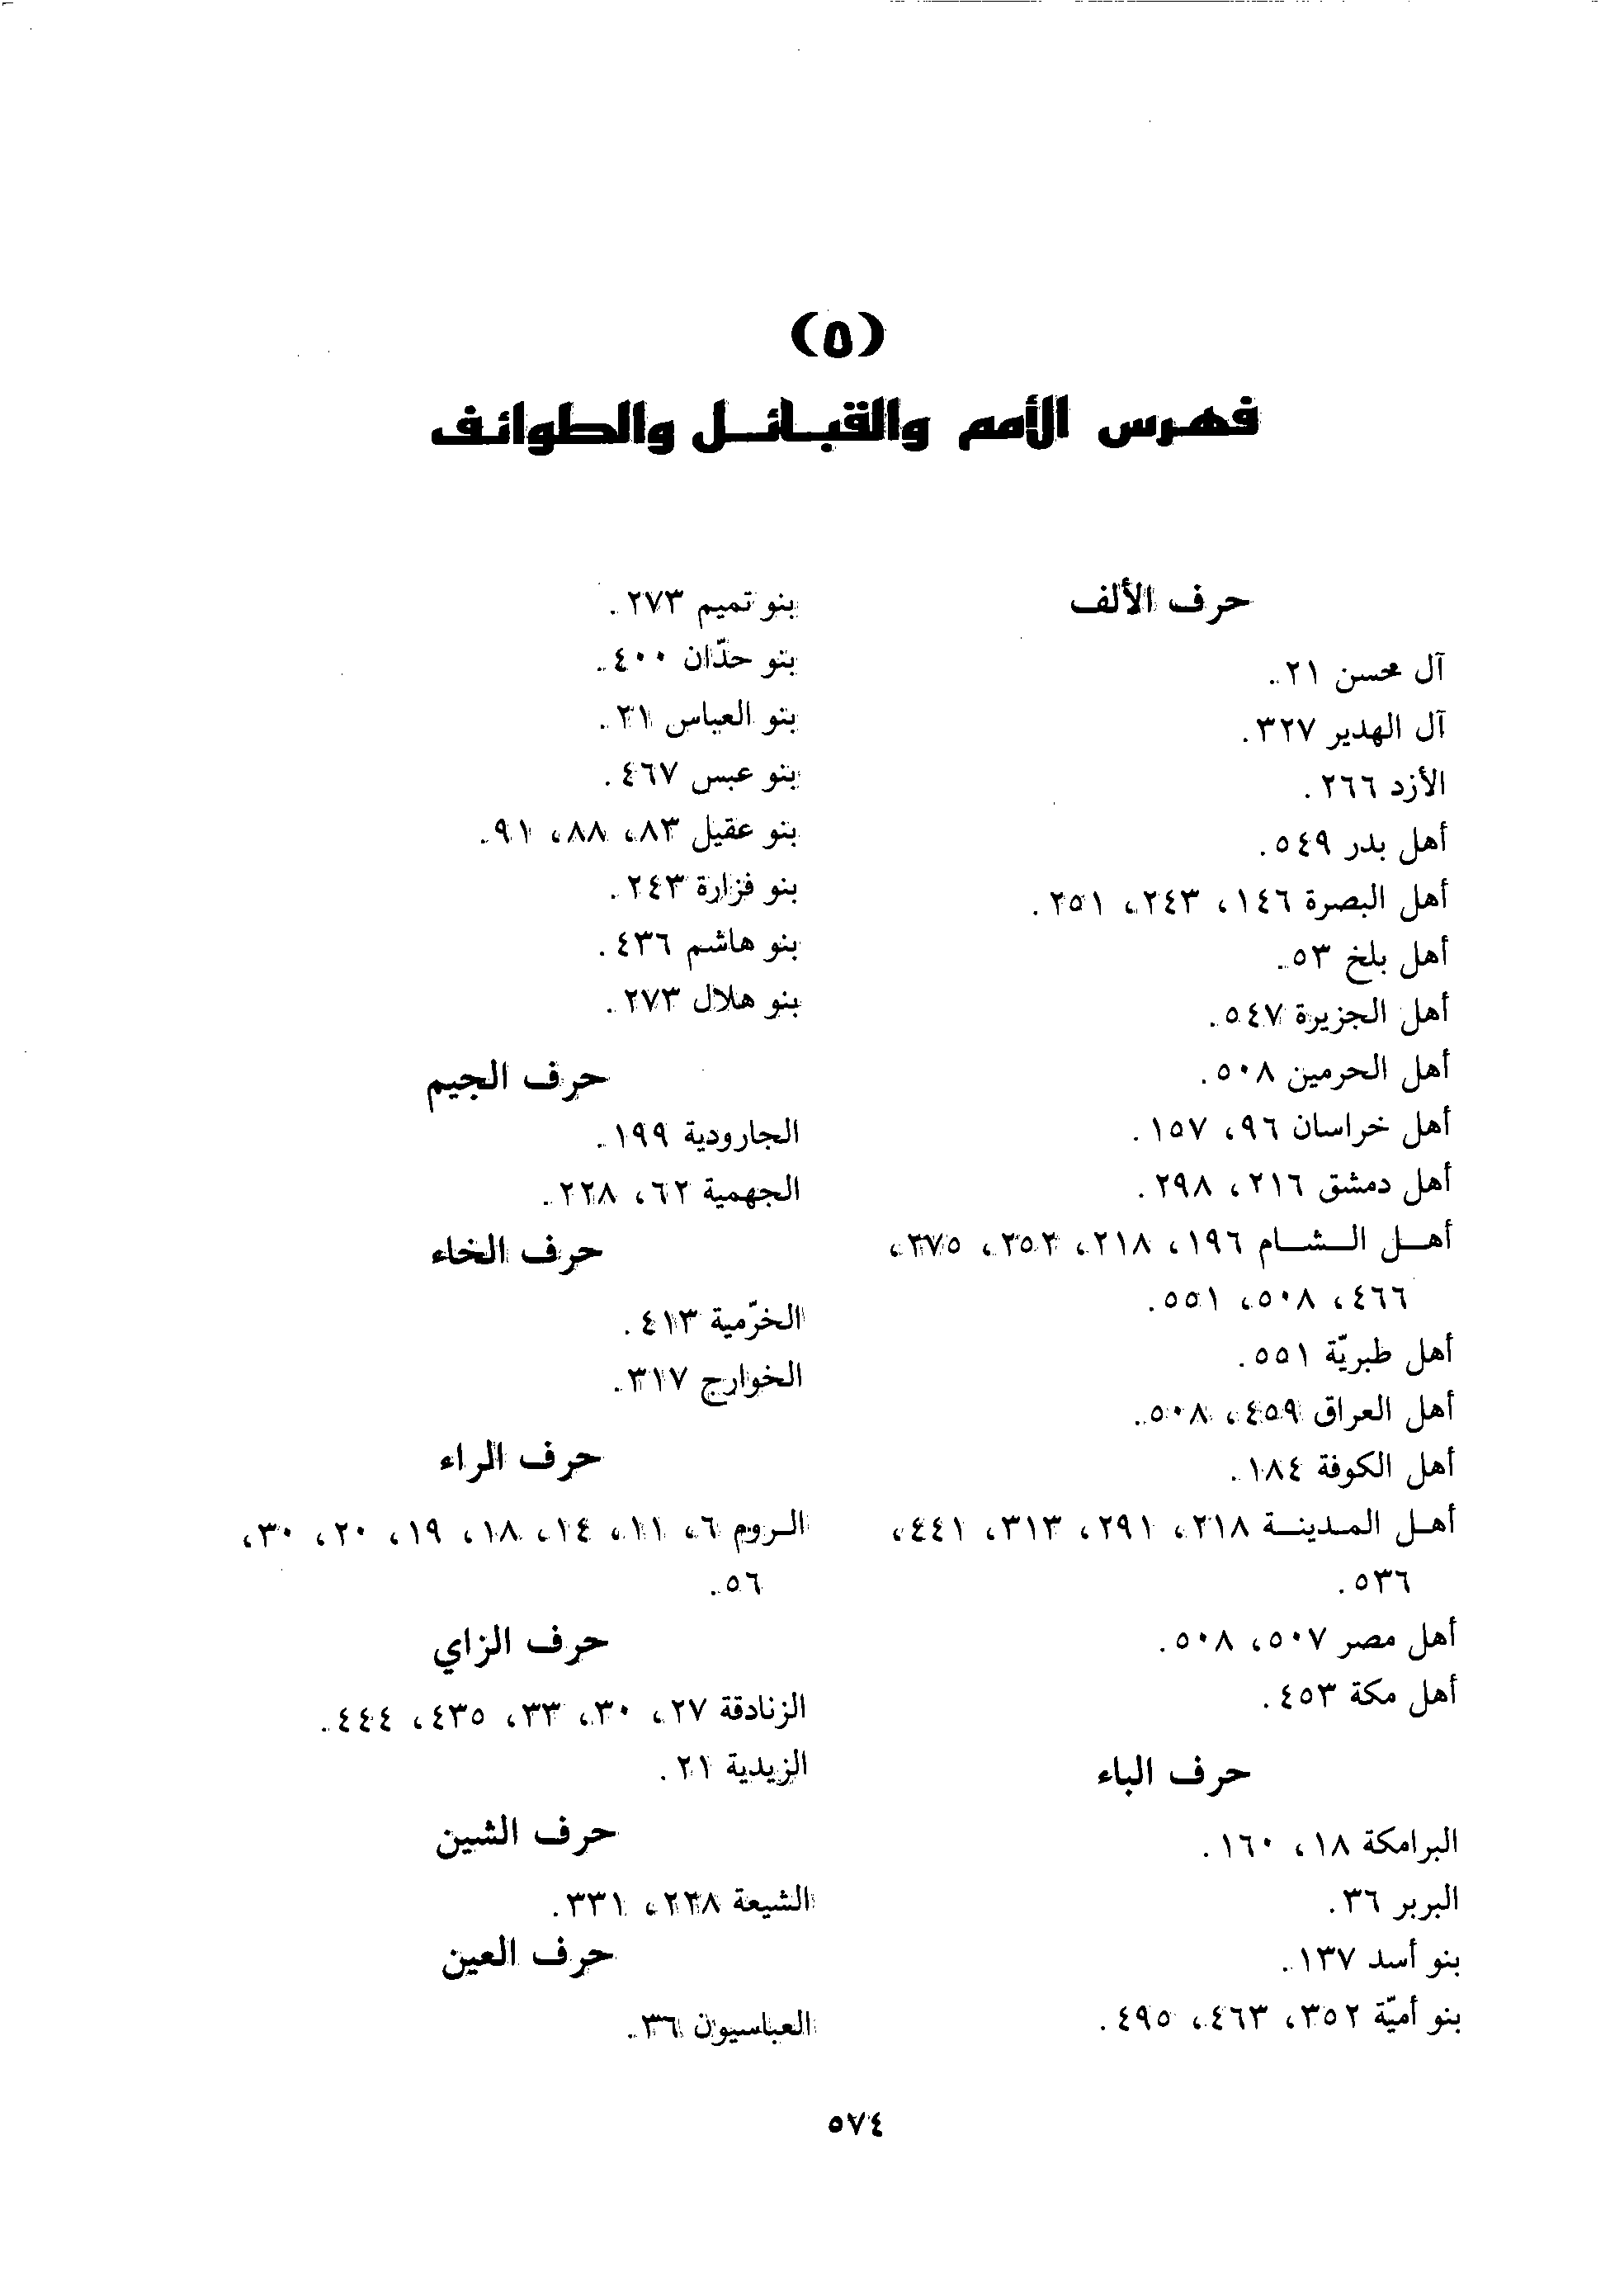 (٥)
فهرس الأمم والقبائل والطوائف
حرف الألف
آل محسن ٢١.
آل الهدير ٣٢٧.
الأزد ٢٦٦.
أهل بدر ٥٤٩.
أهل البصرة ١٤٦، ٢٤٣، ٢٥١.
أهل بلخ ٥٣.
أهل الجزيرة ٥٤٧.
أهل الحرمين ٥٠٨.
أهل خراسان ٩٦، ١٥٧.
أهل دمشق ٢١٦، ٢٩٨.
أهل الشام ١٩٦، ٢١٨، ٢٥٢، ٢٧٥،
٤٦٦، ٥٠٨، ٥٥١.
أهل طبريّة ٥٥١.
أهل العراق ٤٥٩، ٥٠٨.
أهل الكوفة ١٨٤.
أهل المدينة ٢١٨، ٢٩١، ٣١٣، ٤٤١،
٥٣٦.
أهل مصر ٥٠٧، ٥٠٨.
أهل مكة ٤٥٣.
حرف الباء
البرامكة ١٨، ١٦٠.
البربر ٣٦.
بنو أسد ١٣٧.
بنو أميّة ٣٥٢، ٤٦٣، ٤٩٥.
بنو تميم ٢٧٣.
بنو حدّان ٤٠٠.
بنو العباس ٢١.
بنو عبس ٤٦٧.
بنو عقيل ٨٣، ٨٨، ٩١.
بنو فزارة ٢٤٣.
بنو هاشم ٤٣٦.
بنو هلال ٢٧٣.
حرف الجيم
الجارودية ١٩٩.
الجهمية ٦٢، ٢٢٨.
حرف الخاء
الخرّمية ٤١٣.
الخوارج ٣١٧.
حرف الراء
الروم ٦، ١١، ١٤، ١٨، ١٩، ٢٠، ٣٠،
٥٦.
حرف الزاي
الزنادقة ٢٧، ٣٠، ٣٣، ٤٣٥، ٤٤٤.
الزيدية ٢١.
حرف الشين
الشيعة ٢٢٨، ٣٣١.
حرف العين
العباسيون ٣٦.
٥٧٤